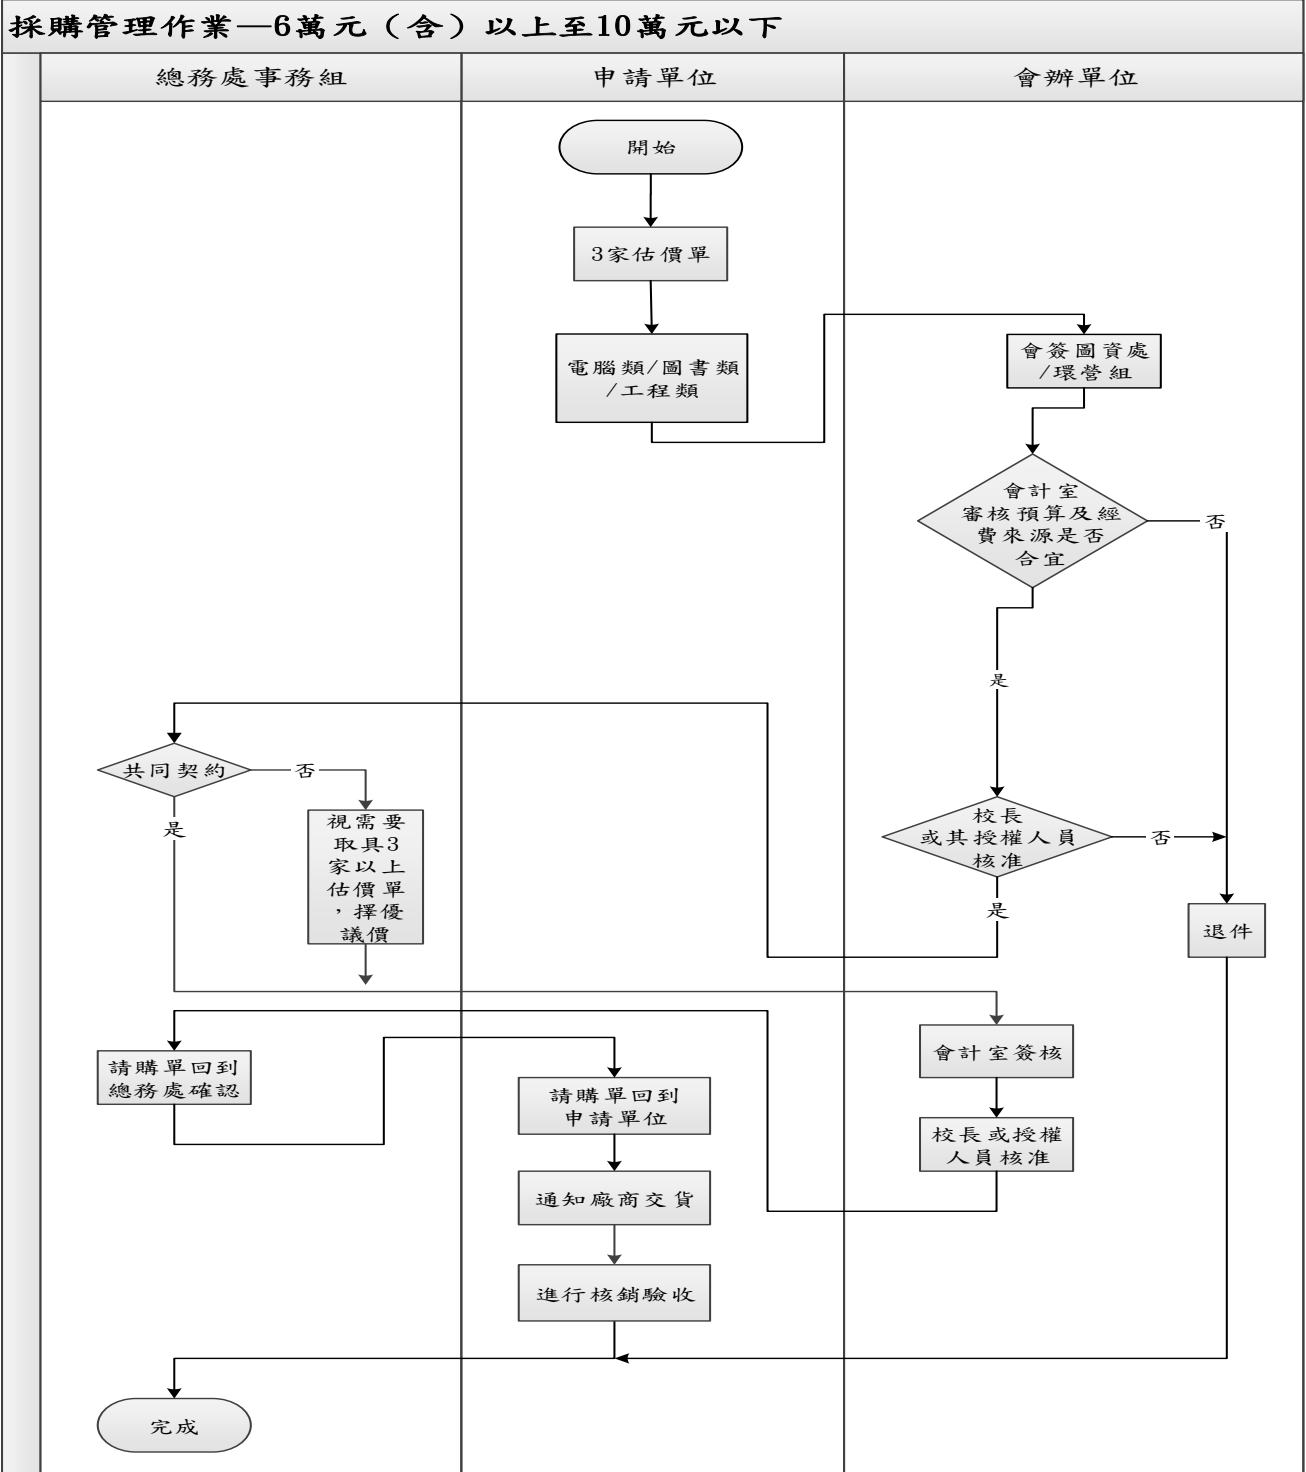 採購管理作業—6萬元（含）以上至10萬元以下
總務處事務組
申請單位
會辦單位
開始
3家估價單
電腦類/圖書類
/工程類
會簽圖資處
/環營組
會計室
審核預算及經
費來源是否
合宜
否
是
共同契約
否
是
視需要
取具3
家以上
估價單
，擇優
議價
校長
或其授權人員
核准
否
是
退件
會計室簽核
請購單回到
總務處確認
請購單回到
申請單位
校長或授權
人員核准
通知廠商交貨
進行核銷驗收
完成